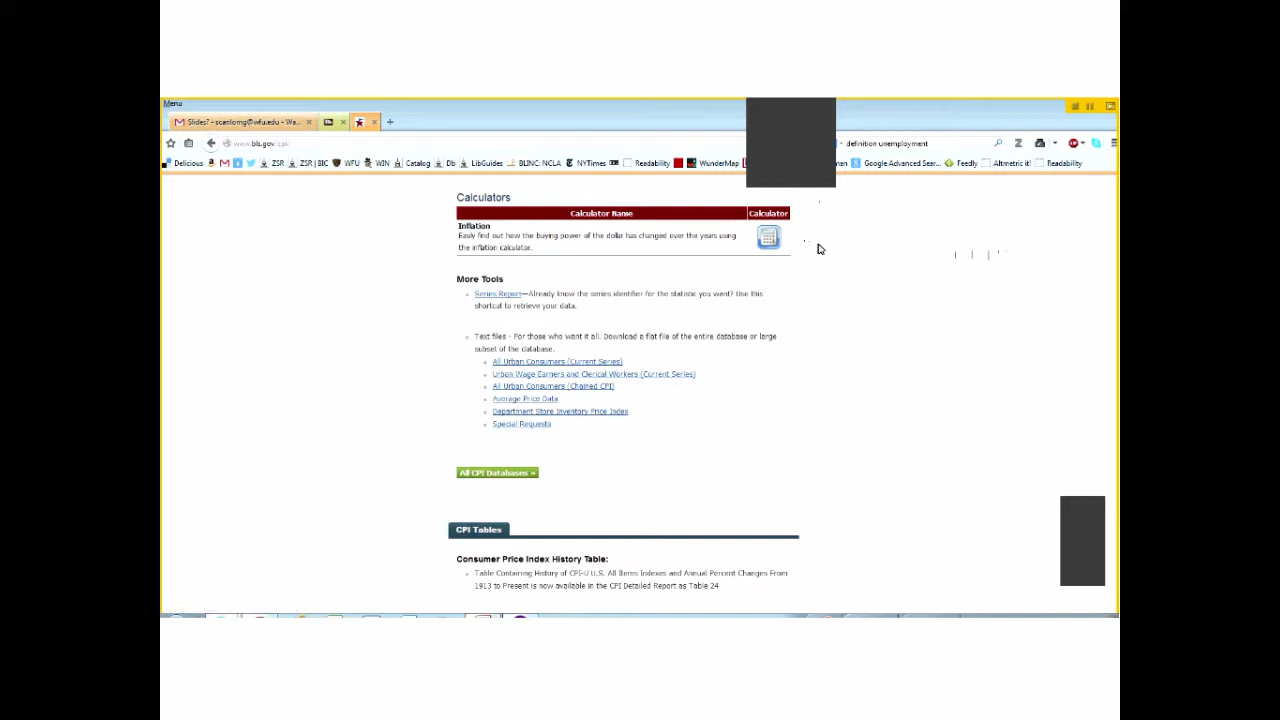 Menu
Slides? - scanlomg@wfu.edu - Wa...
www.bls.gov/cpi/
definition unemployment
Delicious ZSR ZSR | BIC WFU WIN Catalog Db LibGuides BLINC: NCLA NYTimes Readability WunderMap Google Advanced Sear... Feedly Altmetric it! Readability
Calculators
Calculator Name Calculator
Inflation
Easily find out how the buying power of the dollar has changed over the years using
the inflation calculator.
More Tools
Series Report—Already know the series identifier for the statistic you want? Use this
shortcut to retrieve your data.
Text files - For those who want it all. Download a flat file of the entire database or large
subset of the database.
All Urban Consumers (Current Series)
Urban Wage Earners and Clerical Workers (Current Series)
All Urban Consumers (Chained CPI)
Average Price Data
Department Store Inventory Price Index
Special Requests
All CPI Databases »
CPI Tables
Consumer Price Index History Table:
Table Containing History of CPI-U U.S. All Items Indexes and Annual Percent Changes From
1913 to Present is now available in the CPI Detailed Report as Table 24